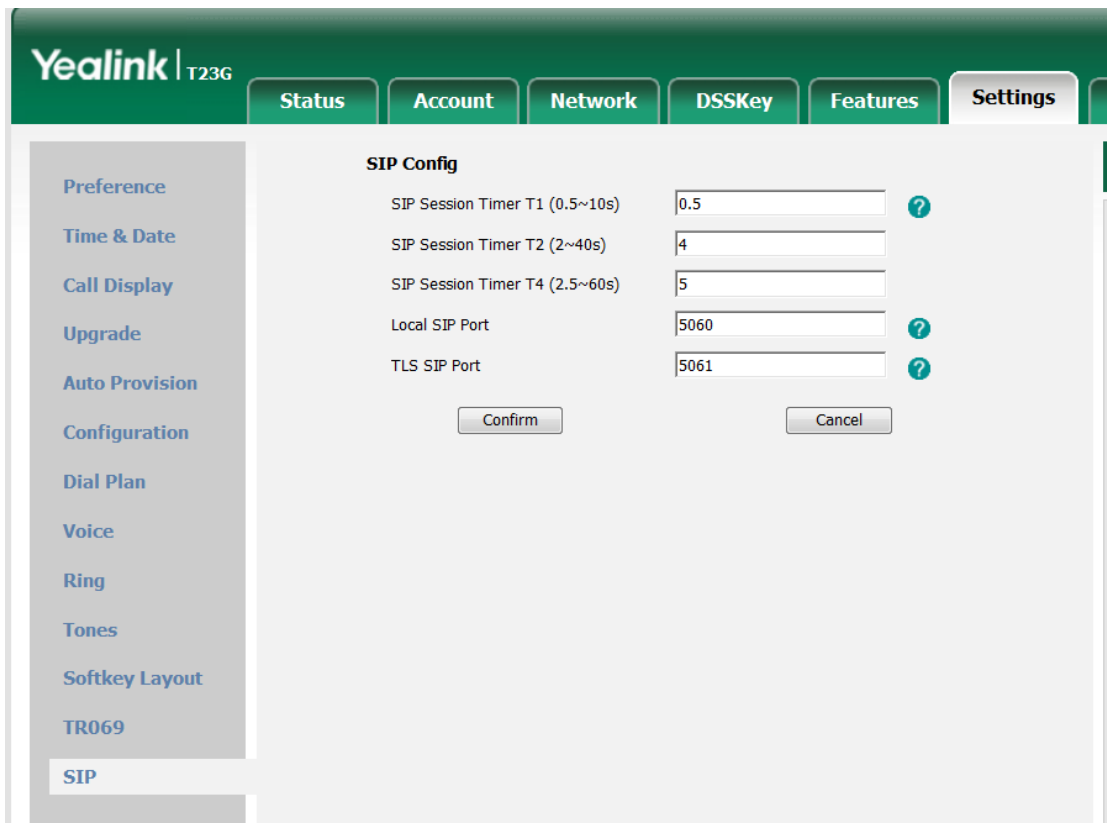 Yealink | T23G
Status Account Network DSSKey Features Settings
Preference
Time & Date
Call Display
Upgrade
Auto Provision
Configuration
Dial Plan
Voice
Ring
Tones
Softkey Layout
TR069
SIP
SIP Config
SIP Session Timer T1 (0.5~10s) 0.5 ?
SIP Session Timer T2 (2~40s) 4
SIP Session Timer T4 (2.5~60s) 5
Local SIP Port 5060 ?
TLS SIP Port 5061 ?
Confirm Cancel